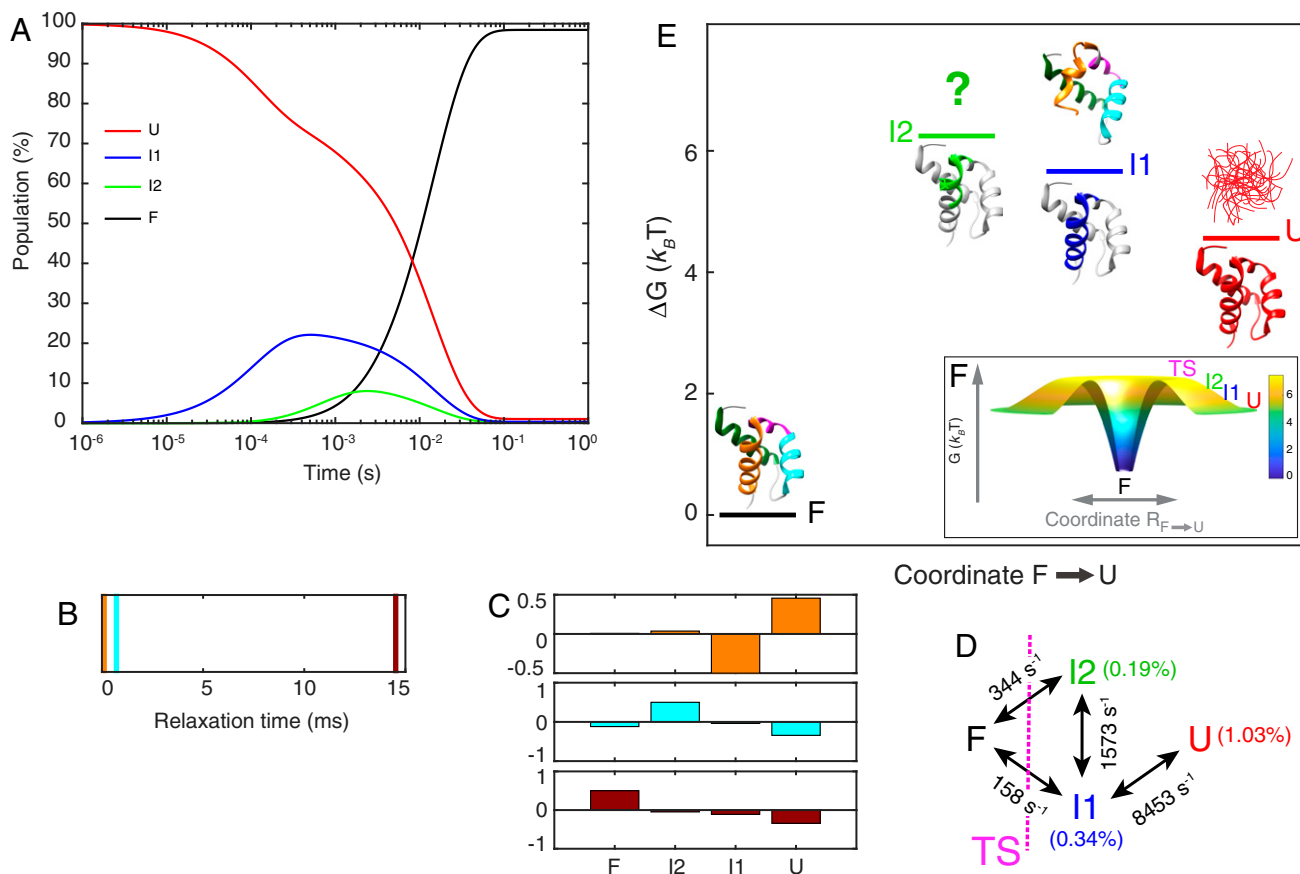 A
100
90
80
70
60
50
40
30
20
10
0
Population (%)
U
I1
I2
F
10⁻⁶
10⁻⁵
10⁻⁴
10⁻³
10⁻²
10⁻¹
10⁰
Time (s)
B
0
5
10
15
Relaxation time (ms)
C
0.5
0
-0.5
1
0
-1
1
0
-1
F
I2
I1
U
E
6
4
2
0
ΔG (k_BT)
?
I2
I1
U
F
Coordinate F → U
F
TS
I2
I1
U
G (k_BT)
F
Coordinate R_F→U
6
4
2
0
D
344 s⁻¹
I2 (0.19%)
F
1573 s⁻¹
U (1.03%)
158 s⁻¹
8453 s⁻¹
I1
(0.34%)
TS